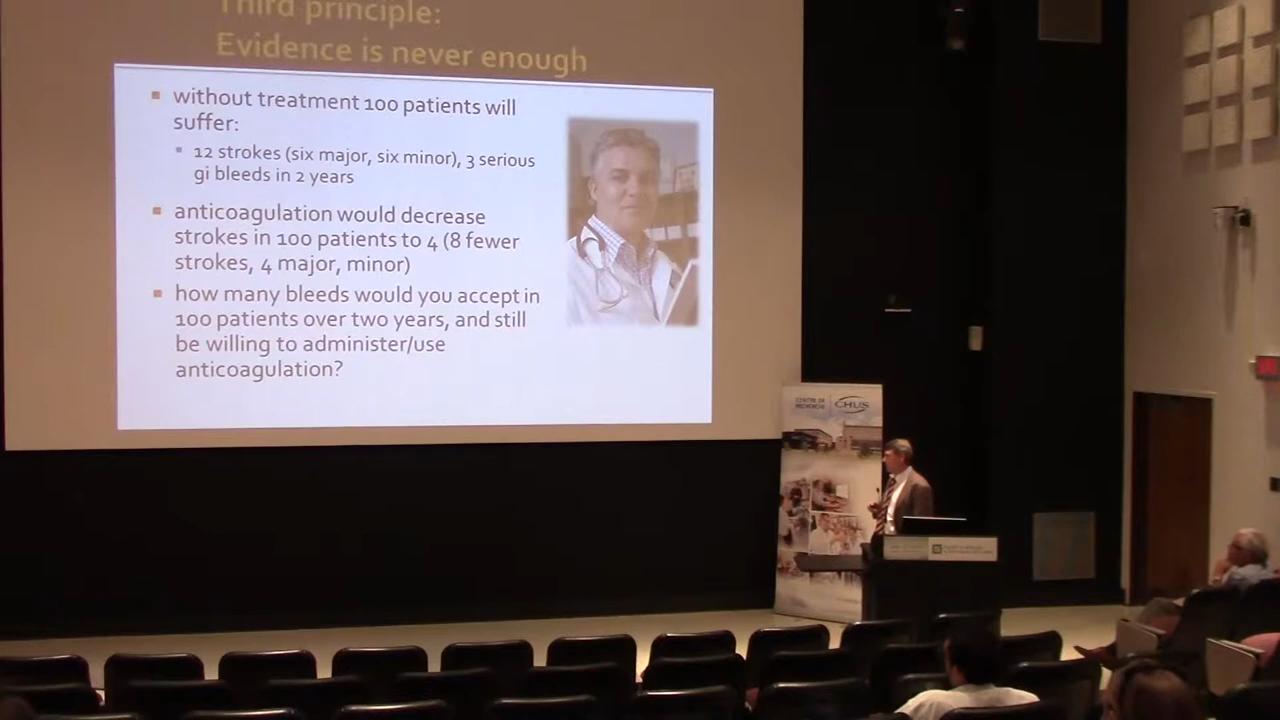 Third principle:
Evidence is never enough
without treatment 100 patients will
suffer:
12 strokes (six major, six minor), 3 serious
gi bleeds in 2 years
anticoagulation would decrease
strokes in 100 patients to 4 (8 fewer
strokes, 4 major, minor)
how many bleeds would you accept in
100 patients over two years, and still
be willing to administer/use
anticoagulation?
CENTRE DE
RECHERCHE
CHUS